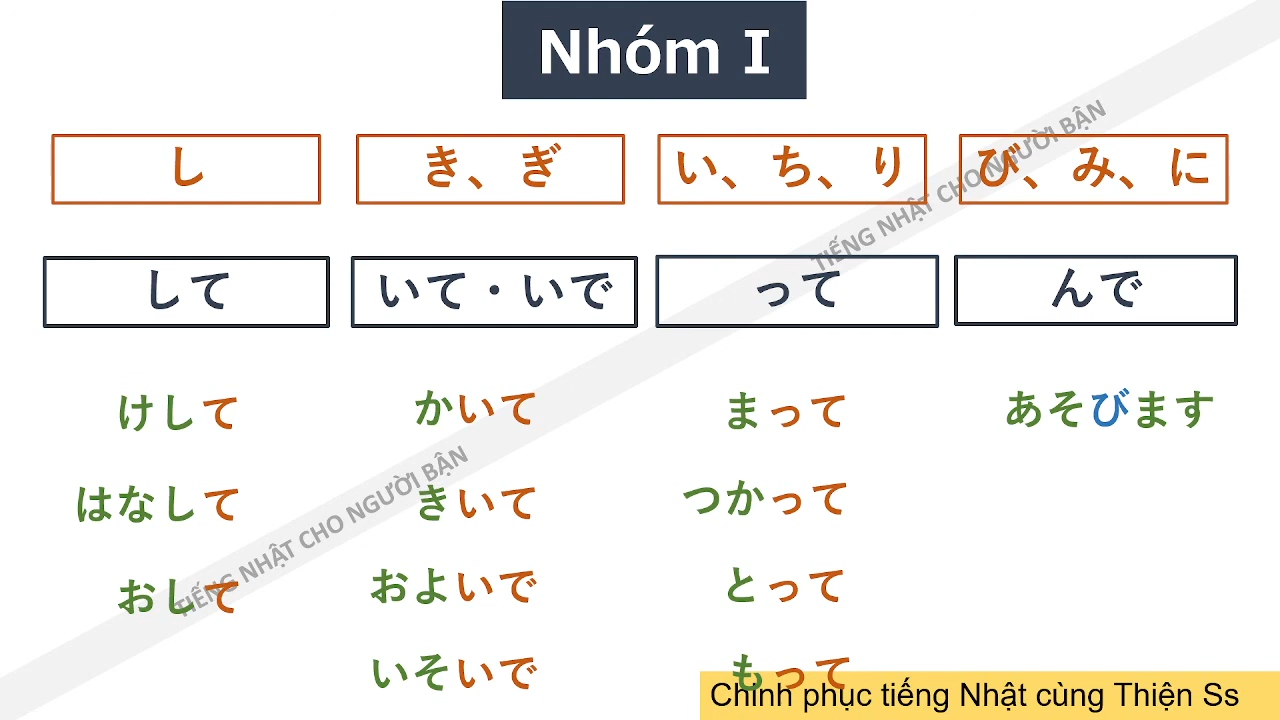 Nhóm I
し
き、ぎ
い、ち、り
び、み、に
して
いて・いで
って
んで
けして
はなして
おして
かいて
きいて
およいで
いそいで
まって
つかって
とって
もって
あそびます
TIẾNG NHẬT CHO NGƯỜI BẬN
TIẾNG NHẬT CHO NGƯỜI BẬN
Chinh phục tiếng Nhật cùng Thiện Ss